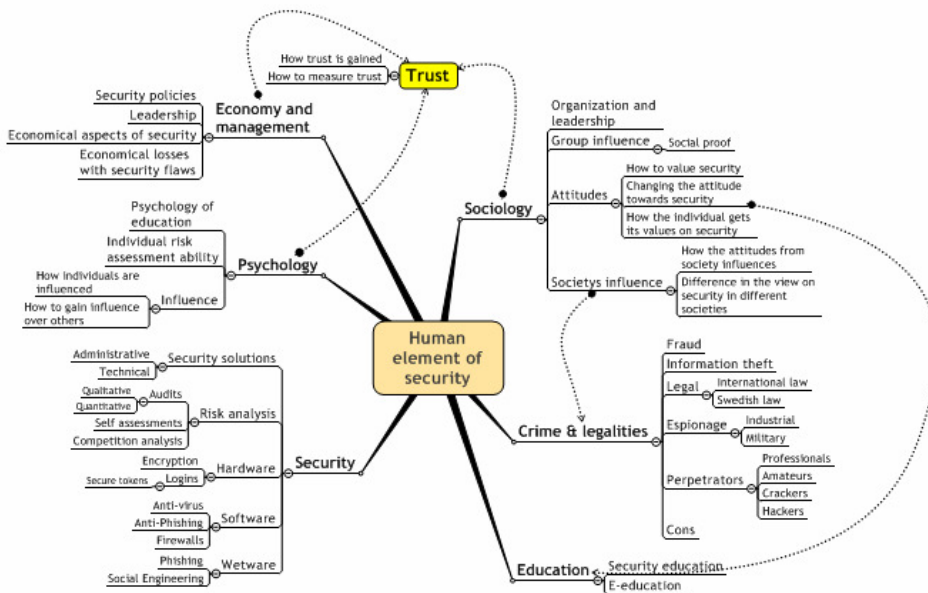 How trust is gained
How to measure trust
Trust
Economy and
management
Security policies
Leadership
Economical aspects of security
Economical losses
with security flaws
Psychology of
education
Individual risk
assessment ability
Psychology
How individuals are
influenced
How to gain influence
over others
Influence
Human
element of
security
Organization and
leadership
Group influence
Social proof
Sociology
Attitudes
How to value security
Changing the attitude
towards security
How the individual gets
its values on security
Societys influence
How the attitudes from
society influences
Difference in the view on
security in different
societies
Administrative
Technical
Security solutions
Qualitative
Quantitative
Audits
Self assessments
Competition analysis
Risk analysis
Security
Encryption
Secure tokens
Logins
Hardware
Anti-virus
Anti-Phishing
Firewalls
Software
Phishing
Social Engineering
Wetware
Crime & legalities
Fraud
Information theft
Legal
International law
Swedish law
Espionage
Industrial
Military
Perpetrators
Professionals
Amateurs
Crackers
Hackers
Cons
Education
Security education
E-education